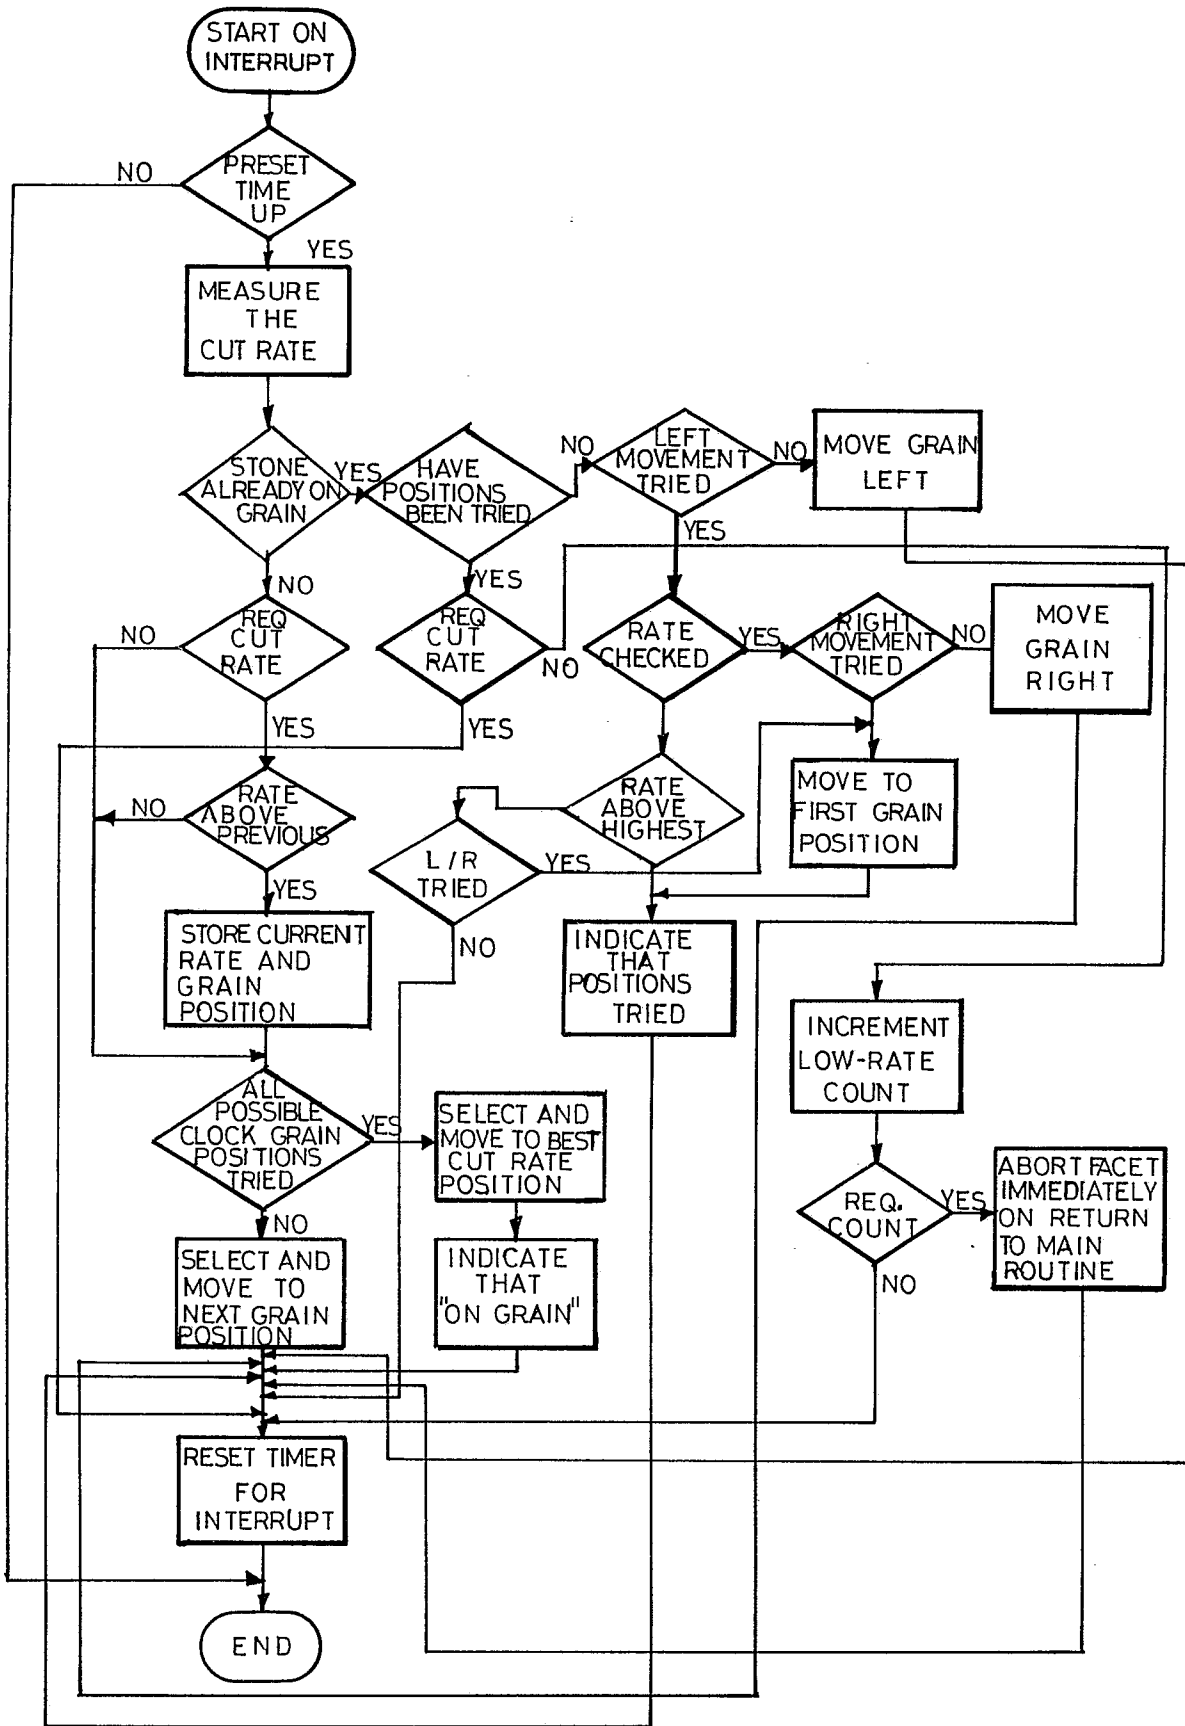 START ON
INTERRUPT
NO
PRESET
TIME
UP
YES
MEASURE
THE
CUT RATE
STONE
ALREADY ON
GRAIN
YES
HAVE
POSITIONS
BEEN TRIED
NO
LEFT
MOVEMENT
TRIED
NO
MOVE GRAIN
LEFT
YES
NO
YES
NO
REQ
CUT
RATE
REQ
CUT
RATE
NO
RATE
CHECKED
YES
RIGHT
MOVEMENT
TRIED
NO
MOVE
GRAIN
RIGHT
YES
YES
NO
RATE
ABOVE
PREVIOUS
RATE
ABOVE
HIGHEST
MOVE TO
FIRST GRAIN
POSITION
L/R
TRIED
YES
YES
NO
STORE CURRENT
RATE AND
GRAIN
POSITION
INDICATE
THAT
POSITIONS
TRIED
INCREMENT
LOW-RATE
COUNT
ALL
POSSIBLE
CLOCK GRAIN
POSITIONS
TRIED
YES
SELECT AND
MOVE TO BEST
CUT RATE
POSITION
REQ.
COUNT
YES
ABORT FACET
IMMEDIATELY
ON RETURN
TO MAIN
ROUTINE
NO
NO
SELECT AND
MOVE TO
NEXT GRAIN
POSITION
INDICATE
THAT
"ON GRAIN"
RESET TIMER
FOR
INTERRUPT
END